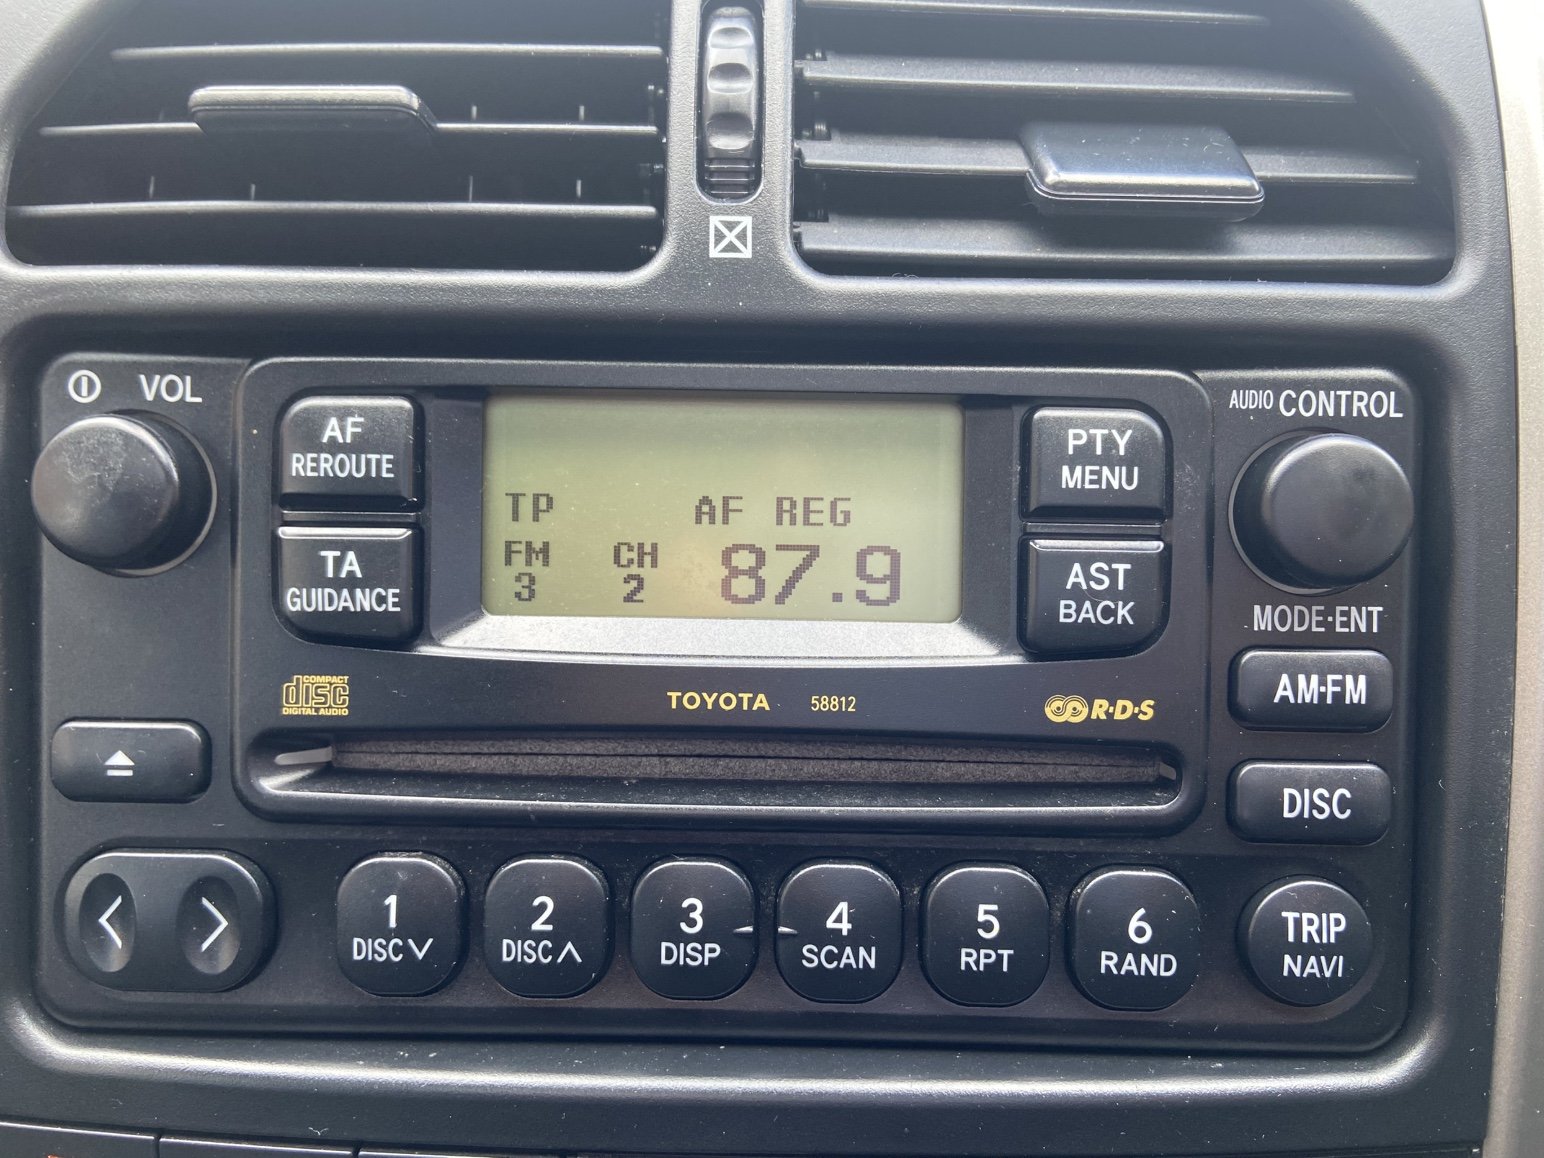 VOL
AUDIO CONTROL
AF
REROUTE
PTY
MENU
TP AF REG
FM CH 87.9
3 2
TA
GUIDANCE
AST
BACK
MODE·ENT
COMPACT
disc
DIGITAL AUDIO
TOYOTA 58812
R·D·S
AM·FM
DISC
1
DISC
2
DISC
3
DISP
4
SCAN
5
RPT
6
RAND
TRIP
NAVI